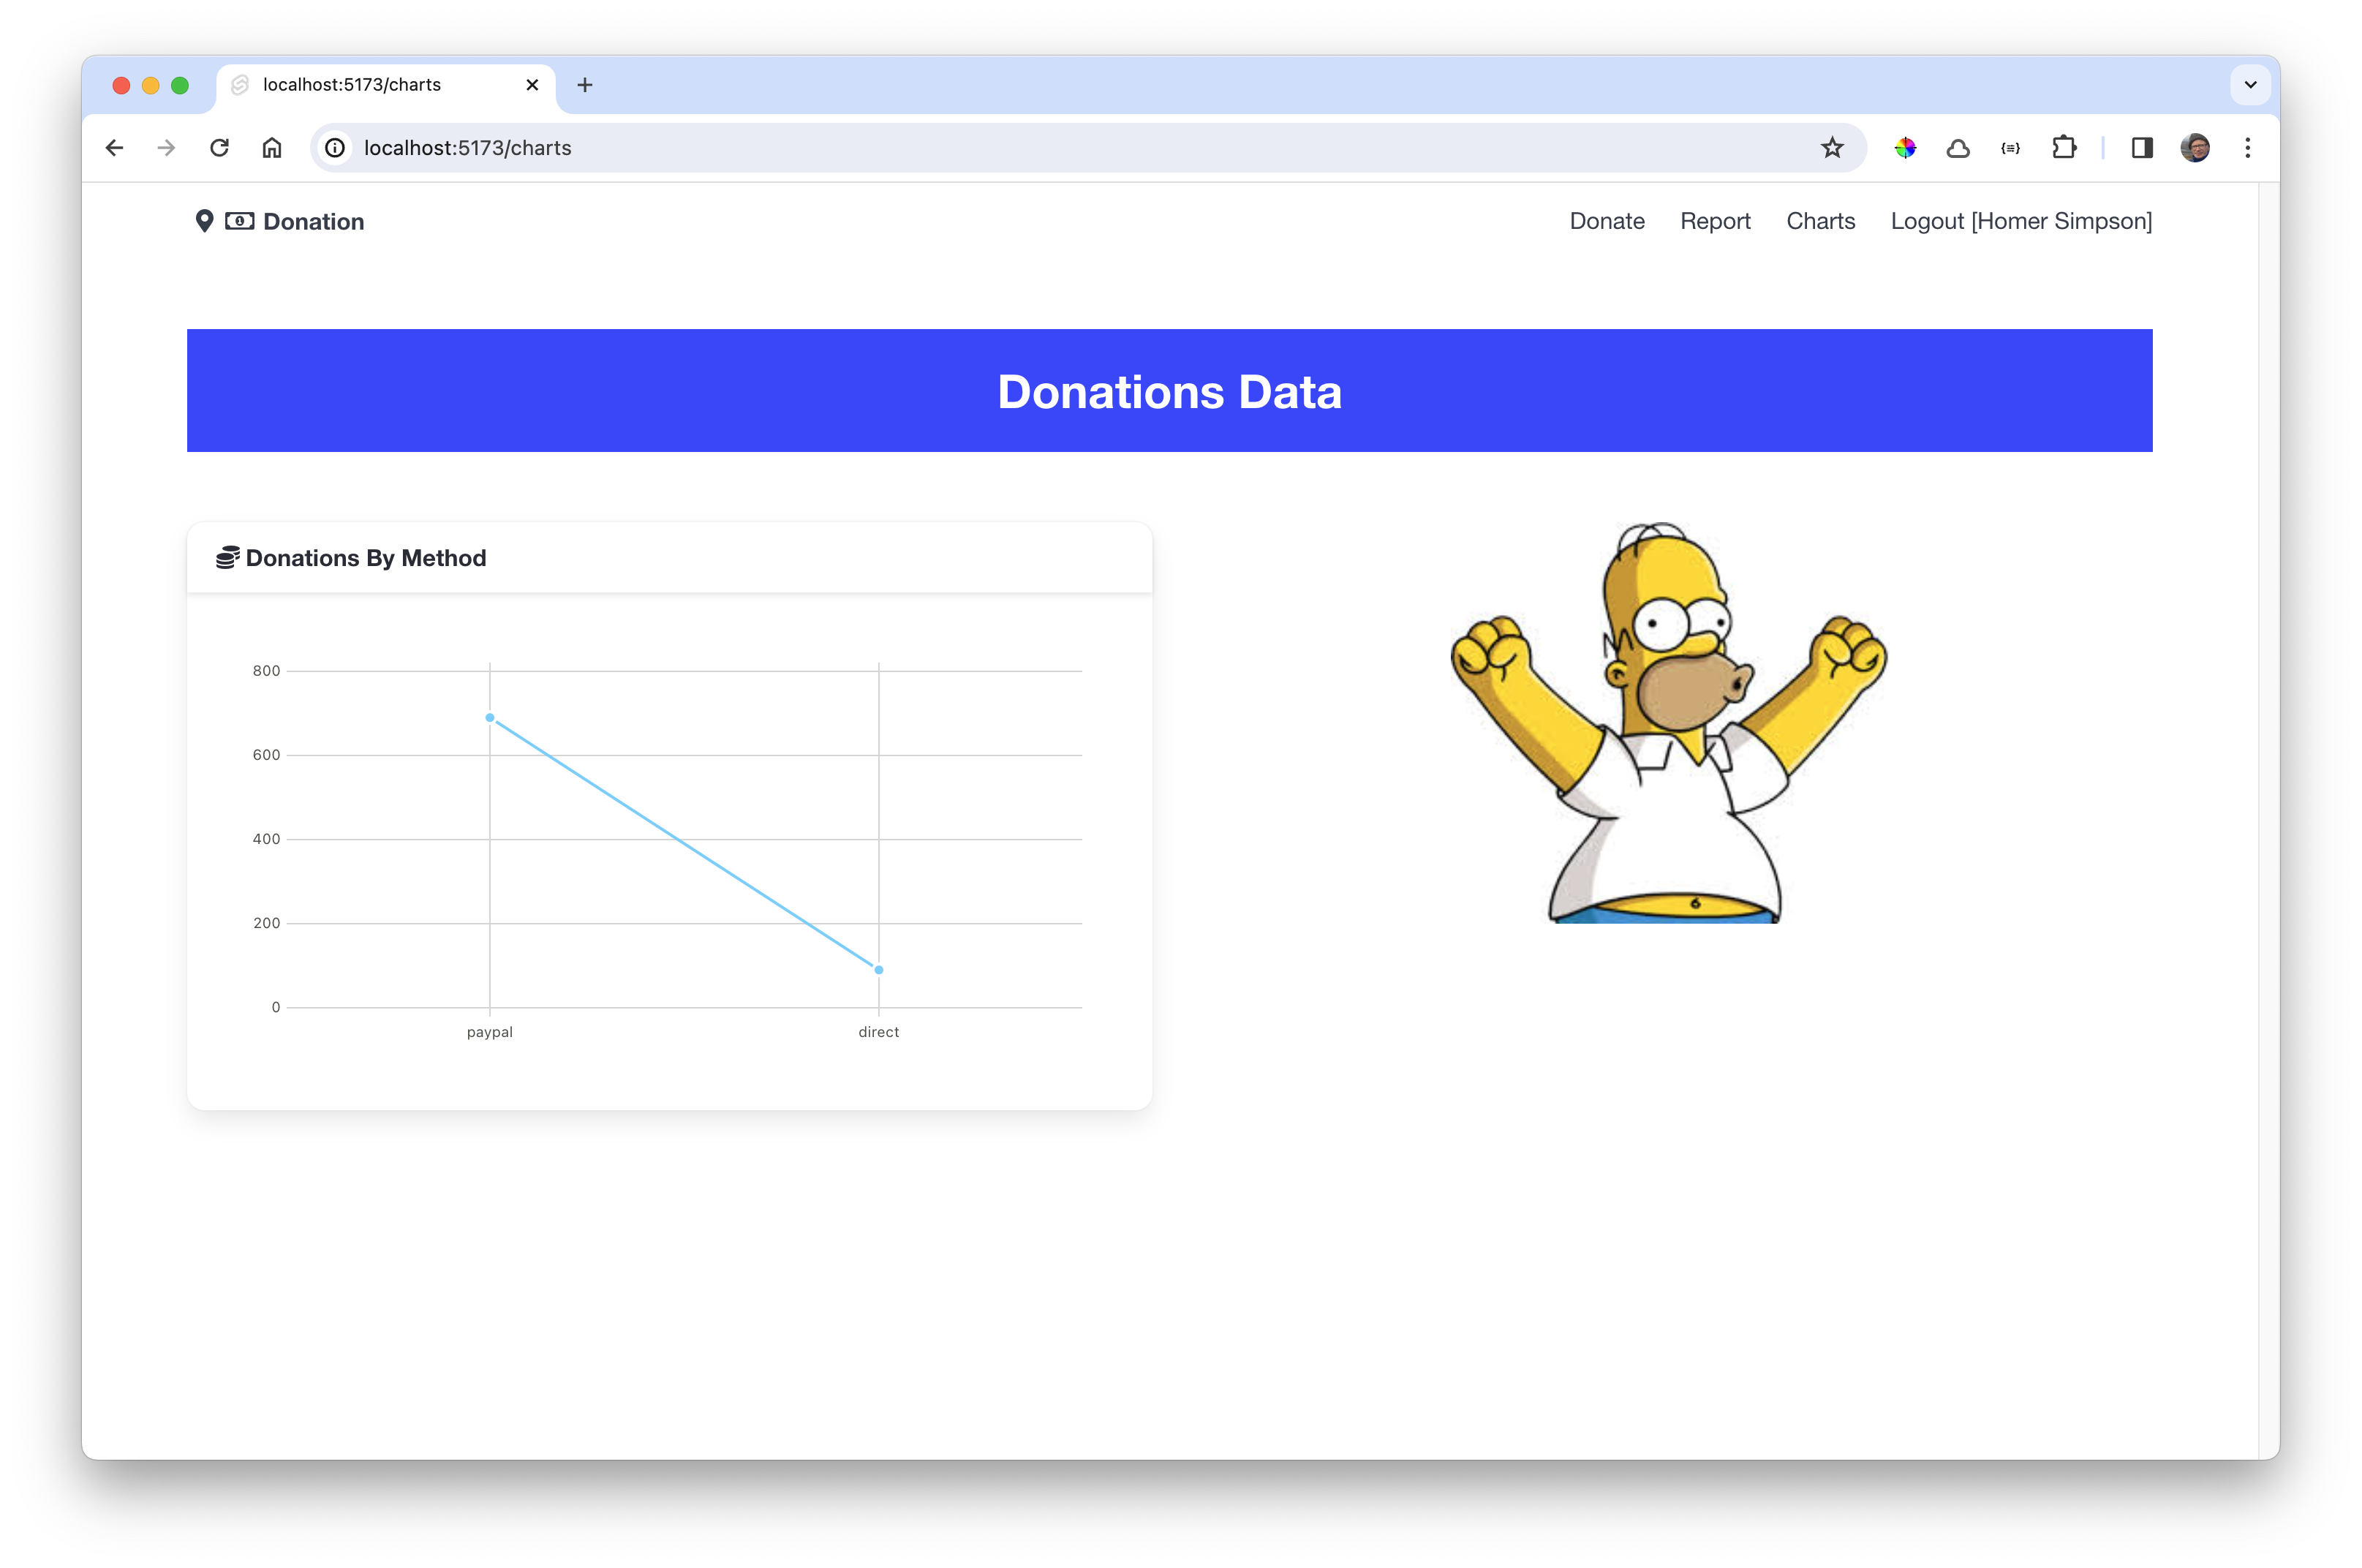 localhost:5173/charts
localhost:5173/charts
Donation
Donate Report Charts Logout [Homer Simpson]
Donations Data
Donations By Method
800
600
400
200
0
paypal direct